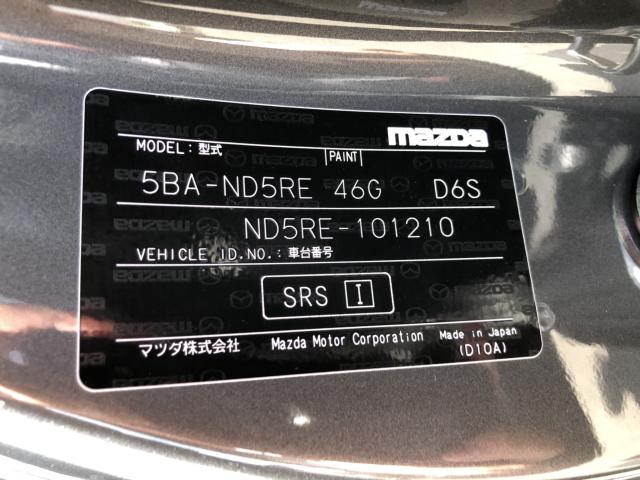 mazda
MODEL: 型式 PAINT
5BA-ND5RE 46G D6S
ND5RE-101210
VEHICLE ID.NO.: 車台番号
SRS I
マツダ株式会社 Mazda Motor Corporation Made in Japan
(D10A)